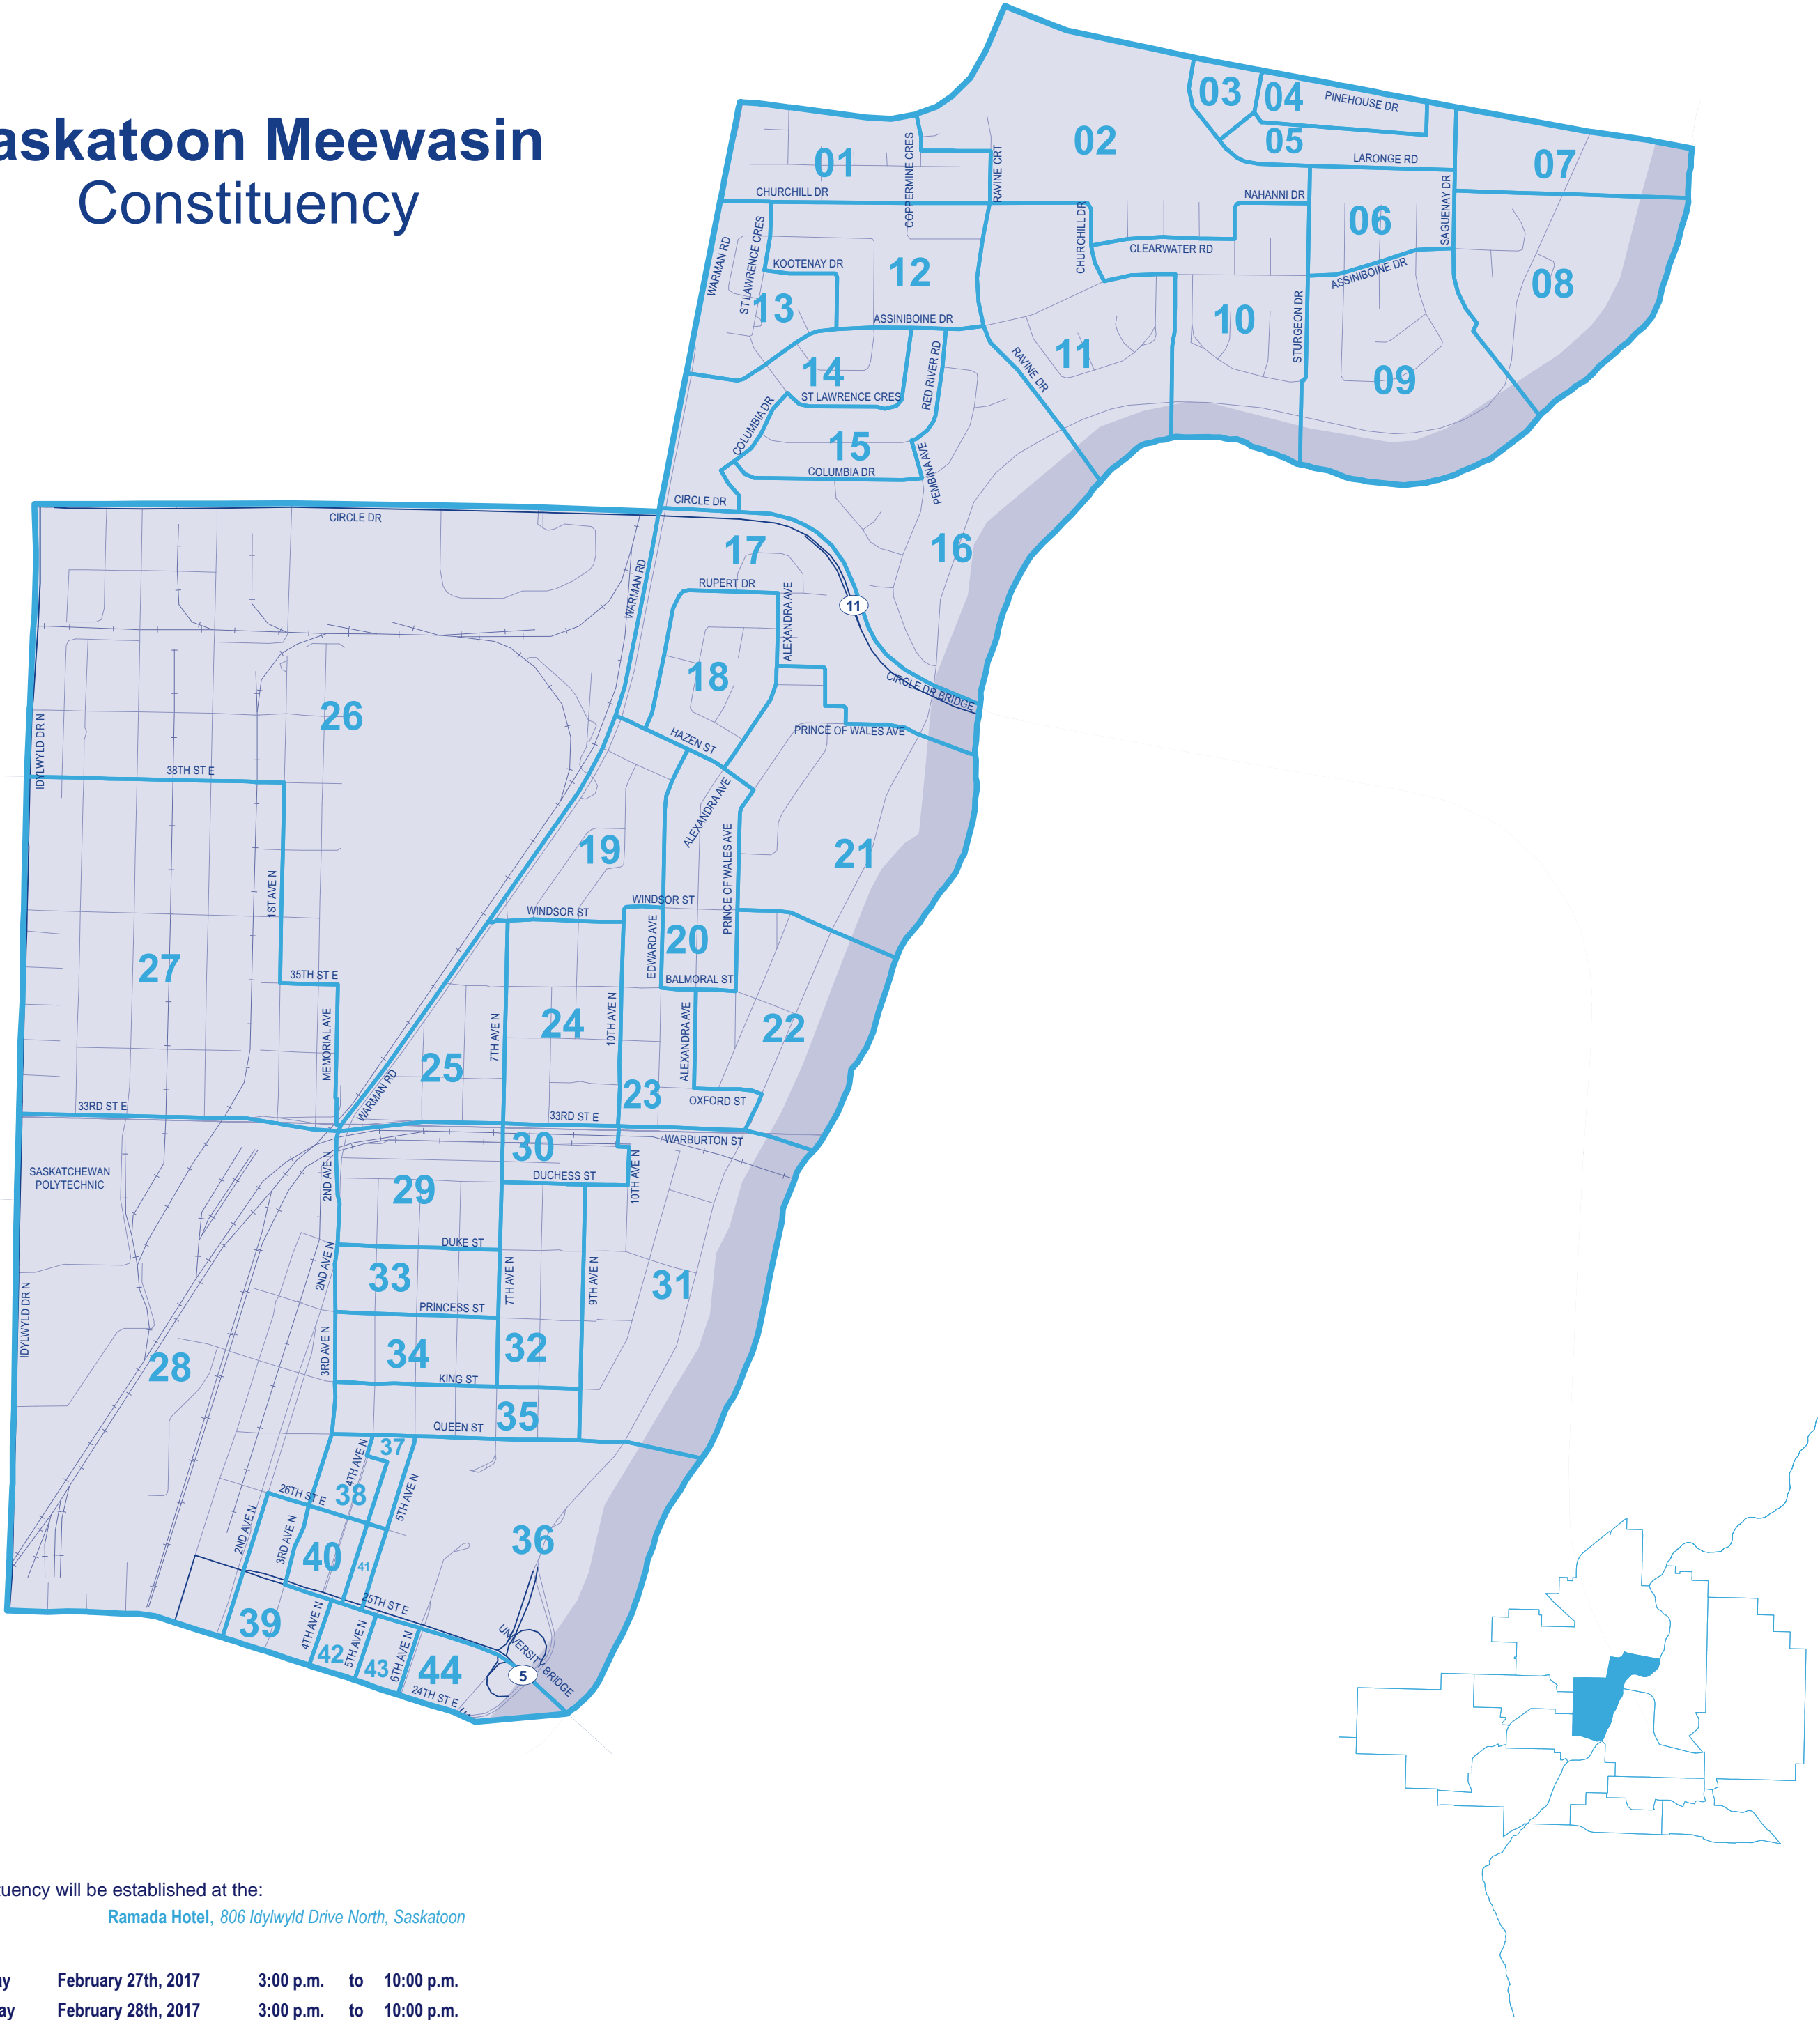 askatoon Meewasin
Constituency
03
04
PINEHOUSE DR
02
05
01
LARONGE RD
07
COPPERMINE CRES
RAVINE CRT
CHURCHILL DR
NAHANNI DR
SAGUENAY DR
06
CHURCHILL DR
CLEARWATER RD
WARMAN RD
ST LAWRENCE CRES
KOOTENAY DR
12
ASSINIBOINE DR
08
13
ASSINIBOINE DR
10
STURGEON DR
11
RAVINE DR
14
RED RIVER RD
09
ST LAWRENCE CRES
COLUMBIA DR
15
COLUMBIA DR
PEMBINA AVE
CIRCLE DR
CIRCLE DR
17
16
RUPERT DR
WARMAN RD
ALEXANDRA AVE
11
18
CIRCLE DR BRIDGE
26
IDYLWYLD DR N
HAZEN ST
PRINCE OF WALES AVE
38TH ST E
ALEXANDRA AVE
19
21
1ST AVE N
PRINCE OF WALES AVE
WINDSOR ST
WINDSOR ST
EDWARD AVE
20
27
35TH ST E
BALMORAL ST
24
10TH AVE N
22
MEMORIAL AVE
7TH AVE N
ALEXANDRA AVE
25
WARMAN RD
23
OXFORD ST
33RD ST E
33RD ST E
30
WARBURTON ST
SASKATCHEWAN
POLYTECHNIC
2ND AVE N
29
DUCHESS ST
10TH AVE N
DUKE ST
2ND AVE N
33
7TH AVE N
9TH AVE N
31
IDYLWYLD DR N
PRINCESS ST
3RD AVE N
34
32
28
KING ST
35
QUEEN ST
37
4TH AVE N
38
26TH ST E
5TH AVE N
2ND AVE N
3RD AVE N
36
40
41
25TH ST E
39
4TH AVE N
42
5TH AVE N
43
6TH AVE N
44
UNIVERSITY BRIDGE
5
24TH ST E
uency will be established at the:
Ramada Hotel, 806 Idylwyld Drive North, Saskatoon
ay February 27th, 2017 3:00 p.m. to 10:00 p.m.
ay February 28th, 2017 3:00 p.m. to 10:00 p.m.